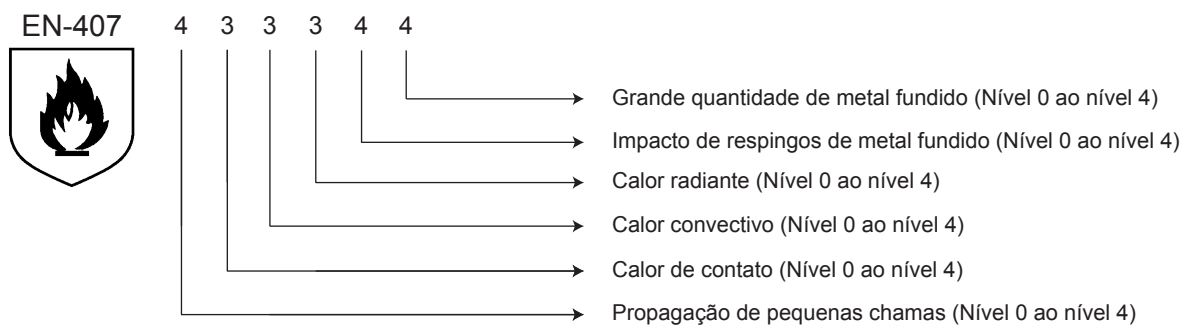 EN-407 4 3 3 3 4 4
Grande quantidade de metal fundido (Nível 0 ao nível 4)
Impacto de respingos de metal fundido (Nível 0 ao nível 4)
Calor radiante (Nível 0 ao nível 4)
Calor convectivo (Nível 0 ao nível 4)
Calor de contato (Nível 0 ao nível 4)
Propagação de pequenas chamas (Nível 0 ao nível 4)